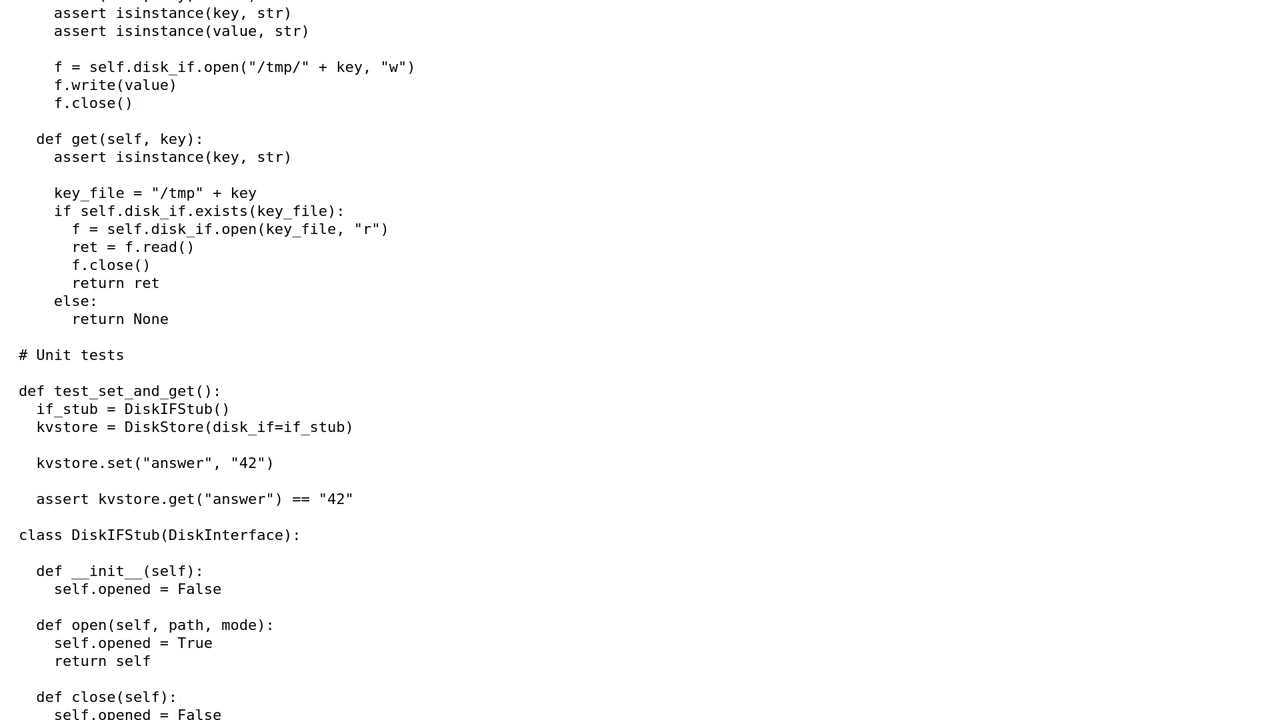 assert isinstance(key, str)
assert isinstance(value, str)
f = self.disk_if.open("/tmp/" + key, "w")
f.write(value)
f.close()
def get(self, key):
assert isinstance(key, str)
key_file = "/tmp" + key
if self.disk_if.exists(key_file):
f = self.disk_if.open(key_file, "r")
ret = f.read()
f.close()
return ret
else:
return None
# Unit tests
def test_set_and_get():
if_stub = DiskIFStub()
kvstore = DiskStore(disk_if=if_stub)
kvstore.set("answer", "42")
assert kvstore.get("answer") == "42"
class DiskIFStub(DiskInterface):
def __init__(self):
self.opened = False
def open(self, path, mode):
self.opened = True
return self
def close(self):
self.opened = False